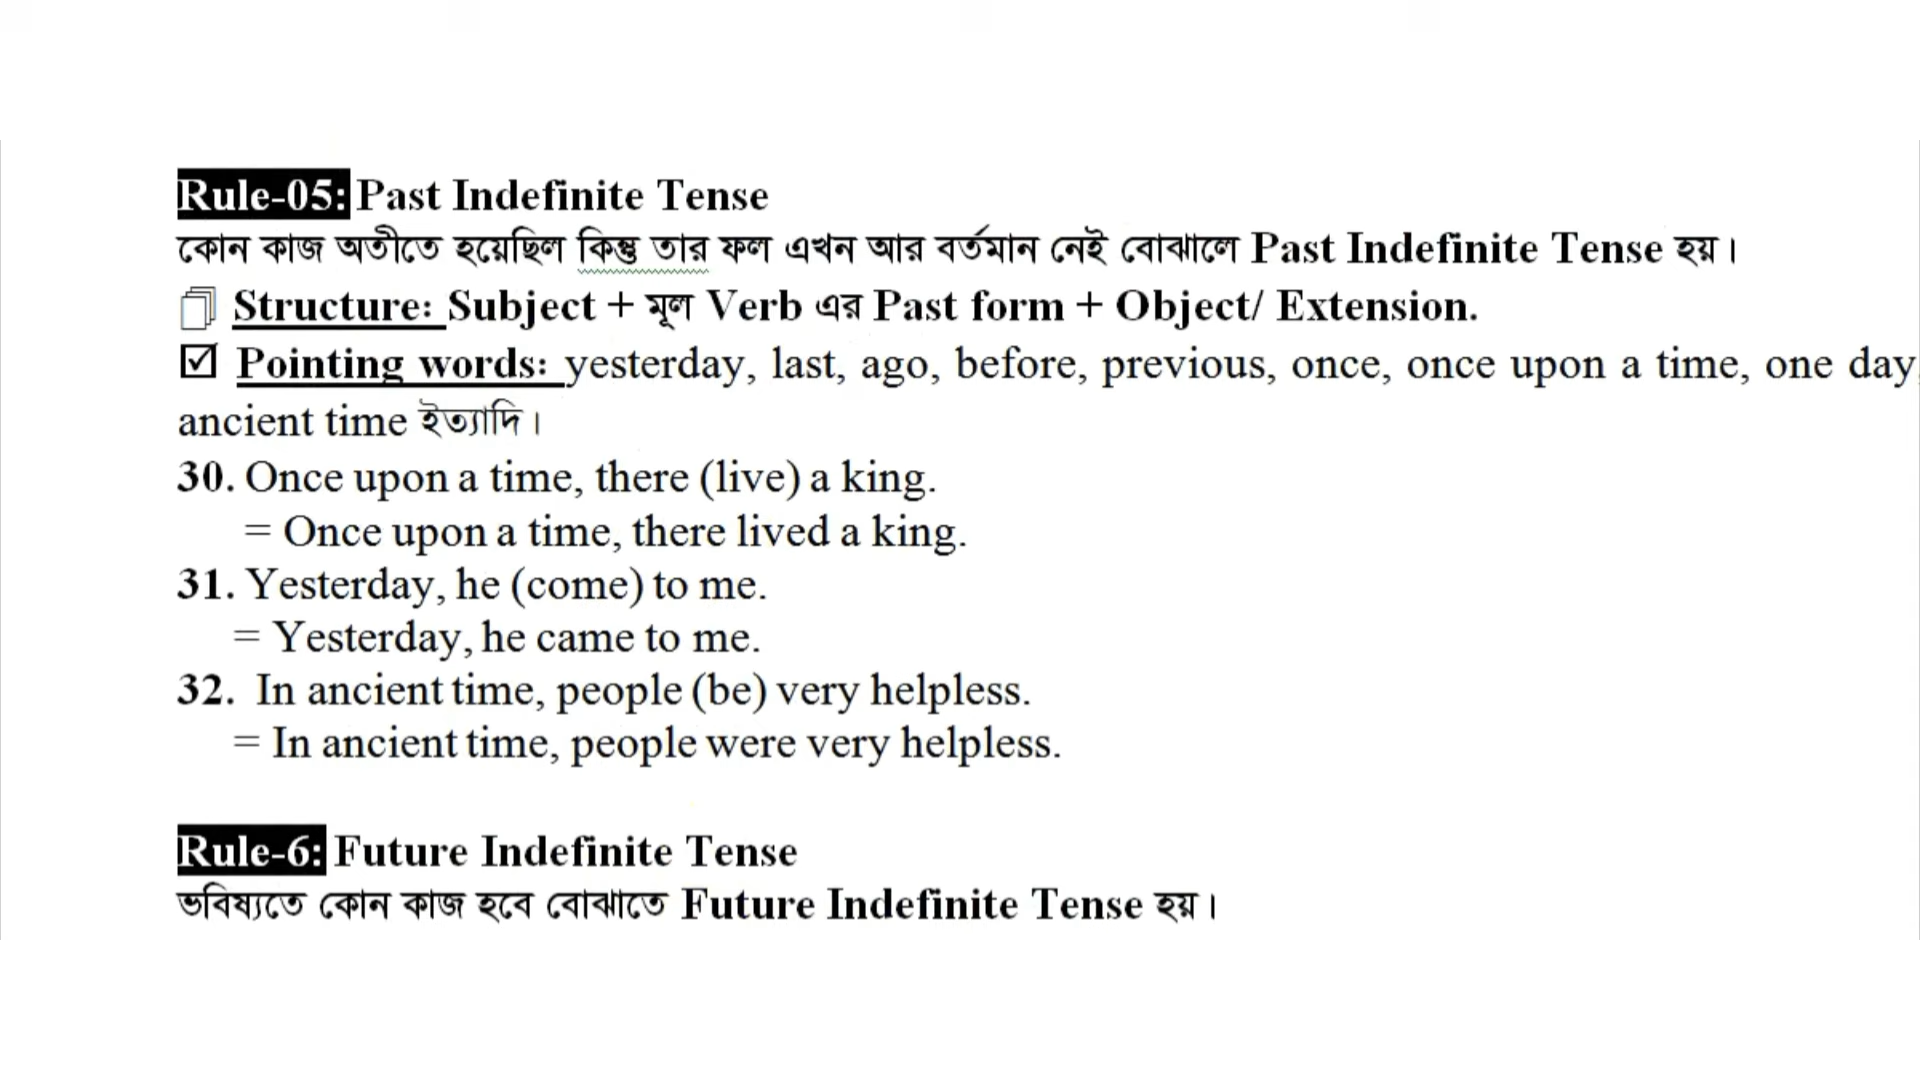 Rule-05: Past Indefinite Tense
কোন কাজ অতীতে হয়েছিল কিন্তু তার ফল এখন আর বর্তমান নেই বোঝালে Past Indefinite Tense হয়।
Structure: Subject + মূল Verb এর Past form + Object/ Extension.
Pointing words: yesterday, last, ago, before, previous, once, once upon a time, one day,
ancient time ইত্যাদি।
30. Once upon a time, there (live) a king.
= Once upon a time, there lived a king.
31. Yesterday, he (come) to me.
= Yesterday, he came to me.
32. In ancient time, people (be) very helpless.
= In ancient time, people were very helpless.
Rule-6: Future Indefinite Tense
ভবিষ্যতে কোন কাজ হবে বোঝাতে Future Indefinite Tense হয়।